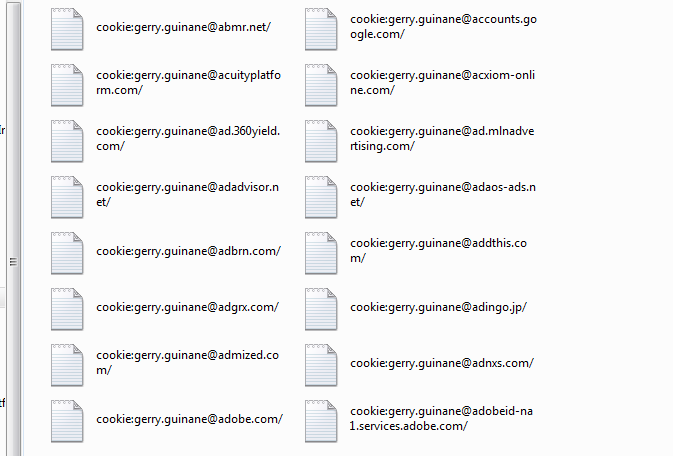 cookie:gerry.guinane@abmr.net/
cookie:gerry.guinane@accounts.go
ogle.com/
cookie:gerry.guinane@acuityplatfo
rm.com/
cookie:gerry.guinane@acxiom-onli
ne.com/
cookie:gerry.guinane@ad.360yield.
com/
cookie:gerry.guinane@ad.mlnadve
rtising.com/
cookie:gerry.guinane@adadvisor.n
et/
cookie:gerry.guinane@adaos-ads.n
et/
cookie:gerry.guinane@adbrn.com/
cookie:gerry.guinane@addthis.co
m/
cookie:gerry.guinane@adgrx.com/
cookie:gerry.guinane@adingo.jp/
cookie:gerry.guinane@admized.co
m/
cookie:gerry.guinane@adnxs.com/
cookie:gerry.guinane@adobe.com/
cookie:gerry.guinane@adobeid-na
1.services.adobe.com/